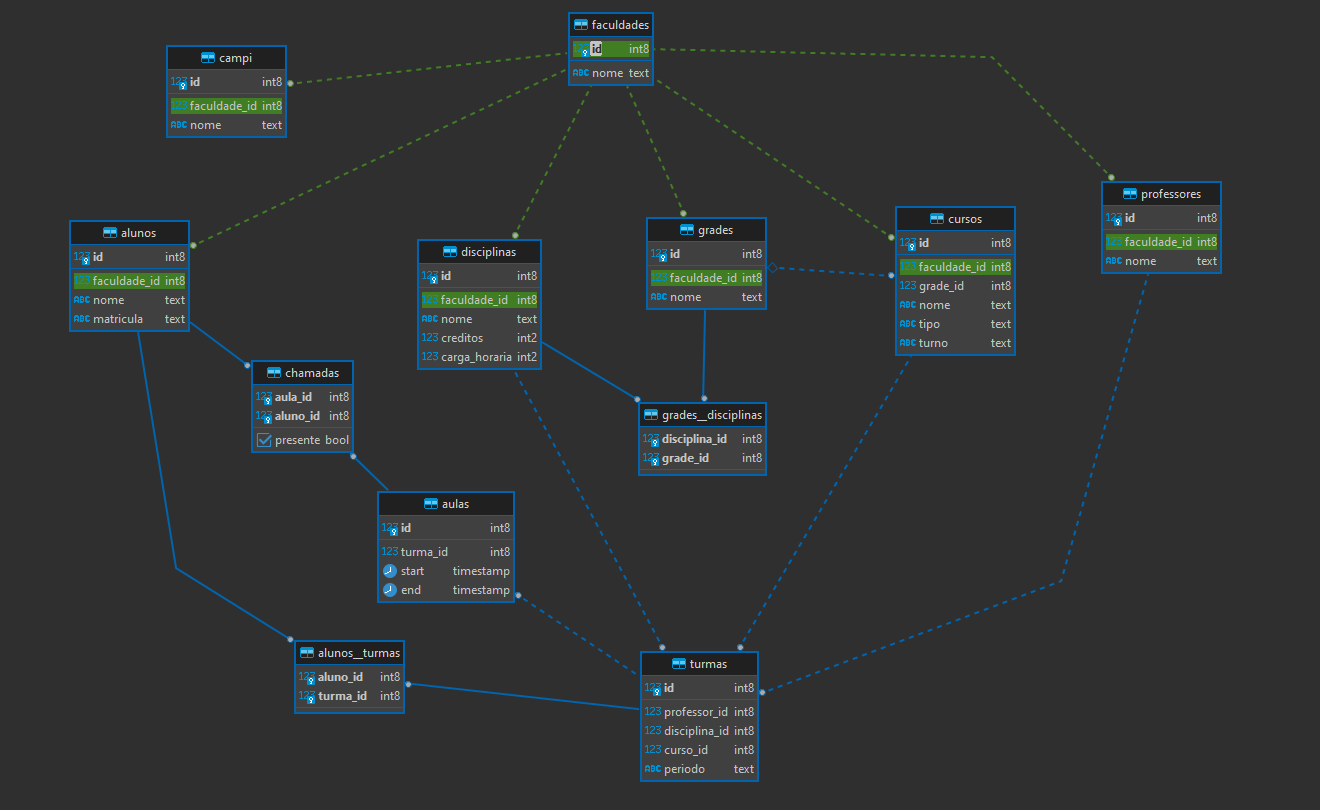 faculdades
123 id int8
ABC nome text
campi
123 id int8
123 faculdade_id int8
ABC nome text
professores
123 id int8
123 faculdade_id int8
ABC nome text
alunos
123 id int8
123 faculdade_id int8
ABC nome text
ABC matricula text
disciplinas
123 id int8
123 faculdade_id int8
ABC nome text
123 creditos int2
123 carga_horaria int2
grades
123 id int8
123 faculdade_id int8
ABC nome text
cursos
123 id int8
123 faculdade_id int8
123 grade_id int8
ABC nome text
ABC tipo text
ABC turno text
chamadas
123 aula_id int8
123 aluno_id int8
presente bool
grades__disciplinas
123 disciplina_id int8
123 grade_id int8
aulas
123 id int8
123 turma_id int8
start timestamp
end timestamp
alunos__turmas
123 aluno_id int8
123 turma_id int8
turmas
123 id int8
123 professor_id int8
123 disciplina_id int8
123 curso_id int8
ABC periodo text